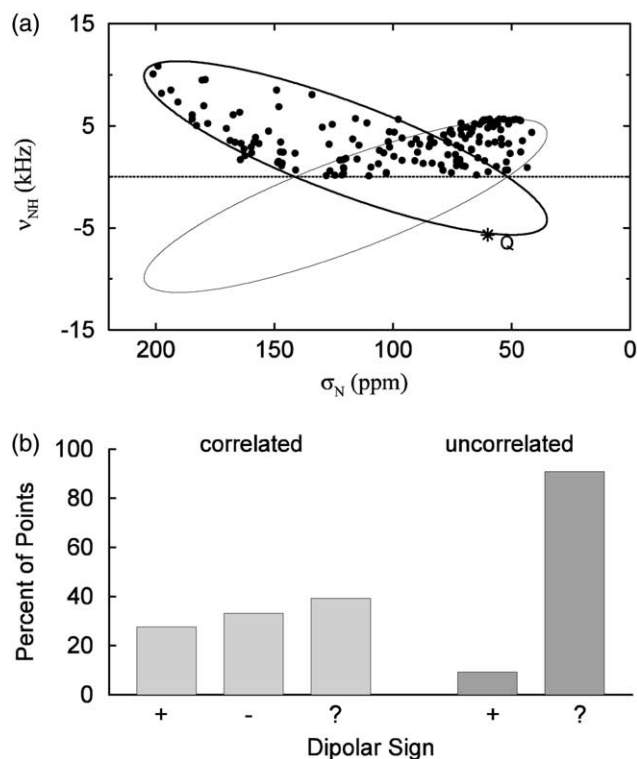 (a)
15
5
-5
-15
ν_NH (kHz)
Q
200 150 100 50 0
σ_N (ppm)
(b)
correlated uncorrelated
100
80
60
40
20
0
Percent of Points
+ - ? + ?
Dipolar Sign